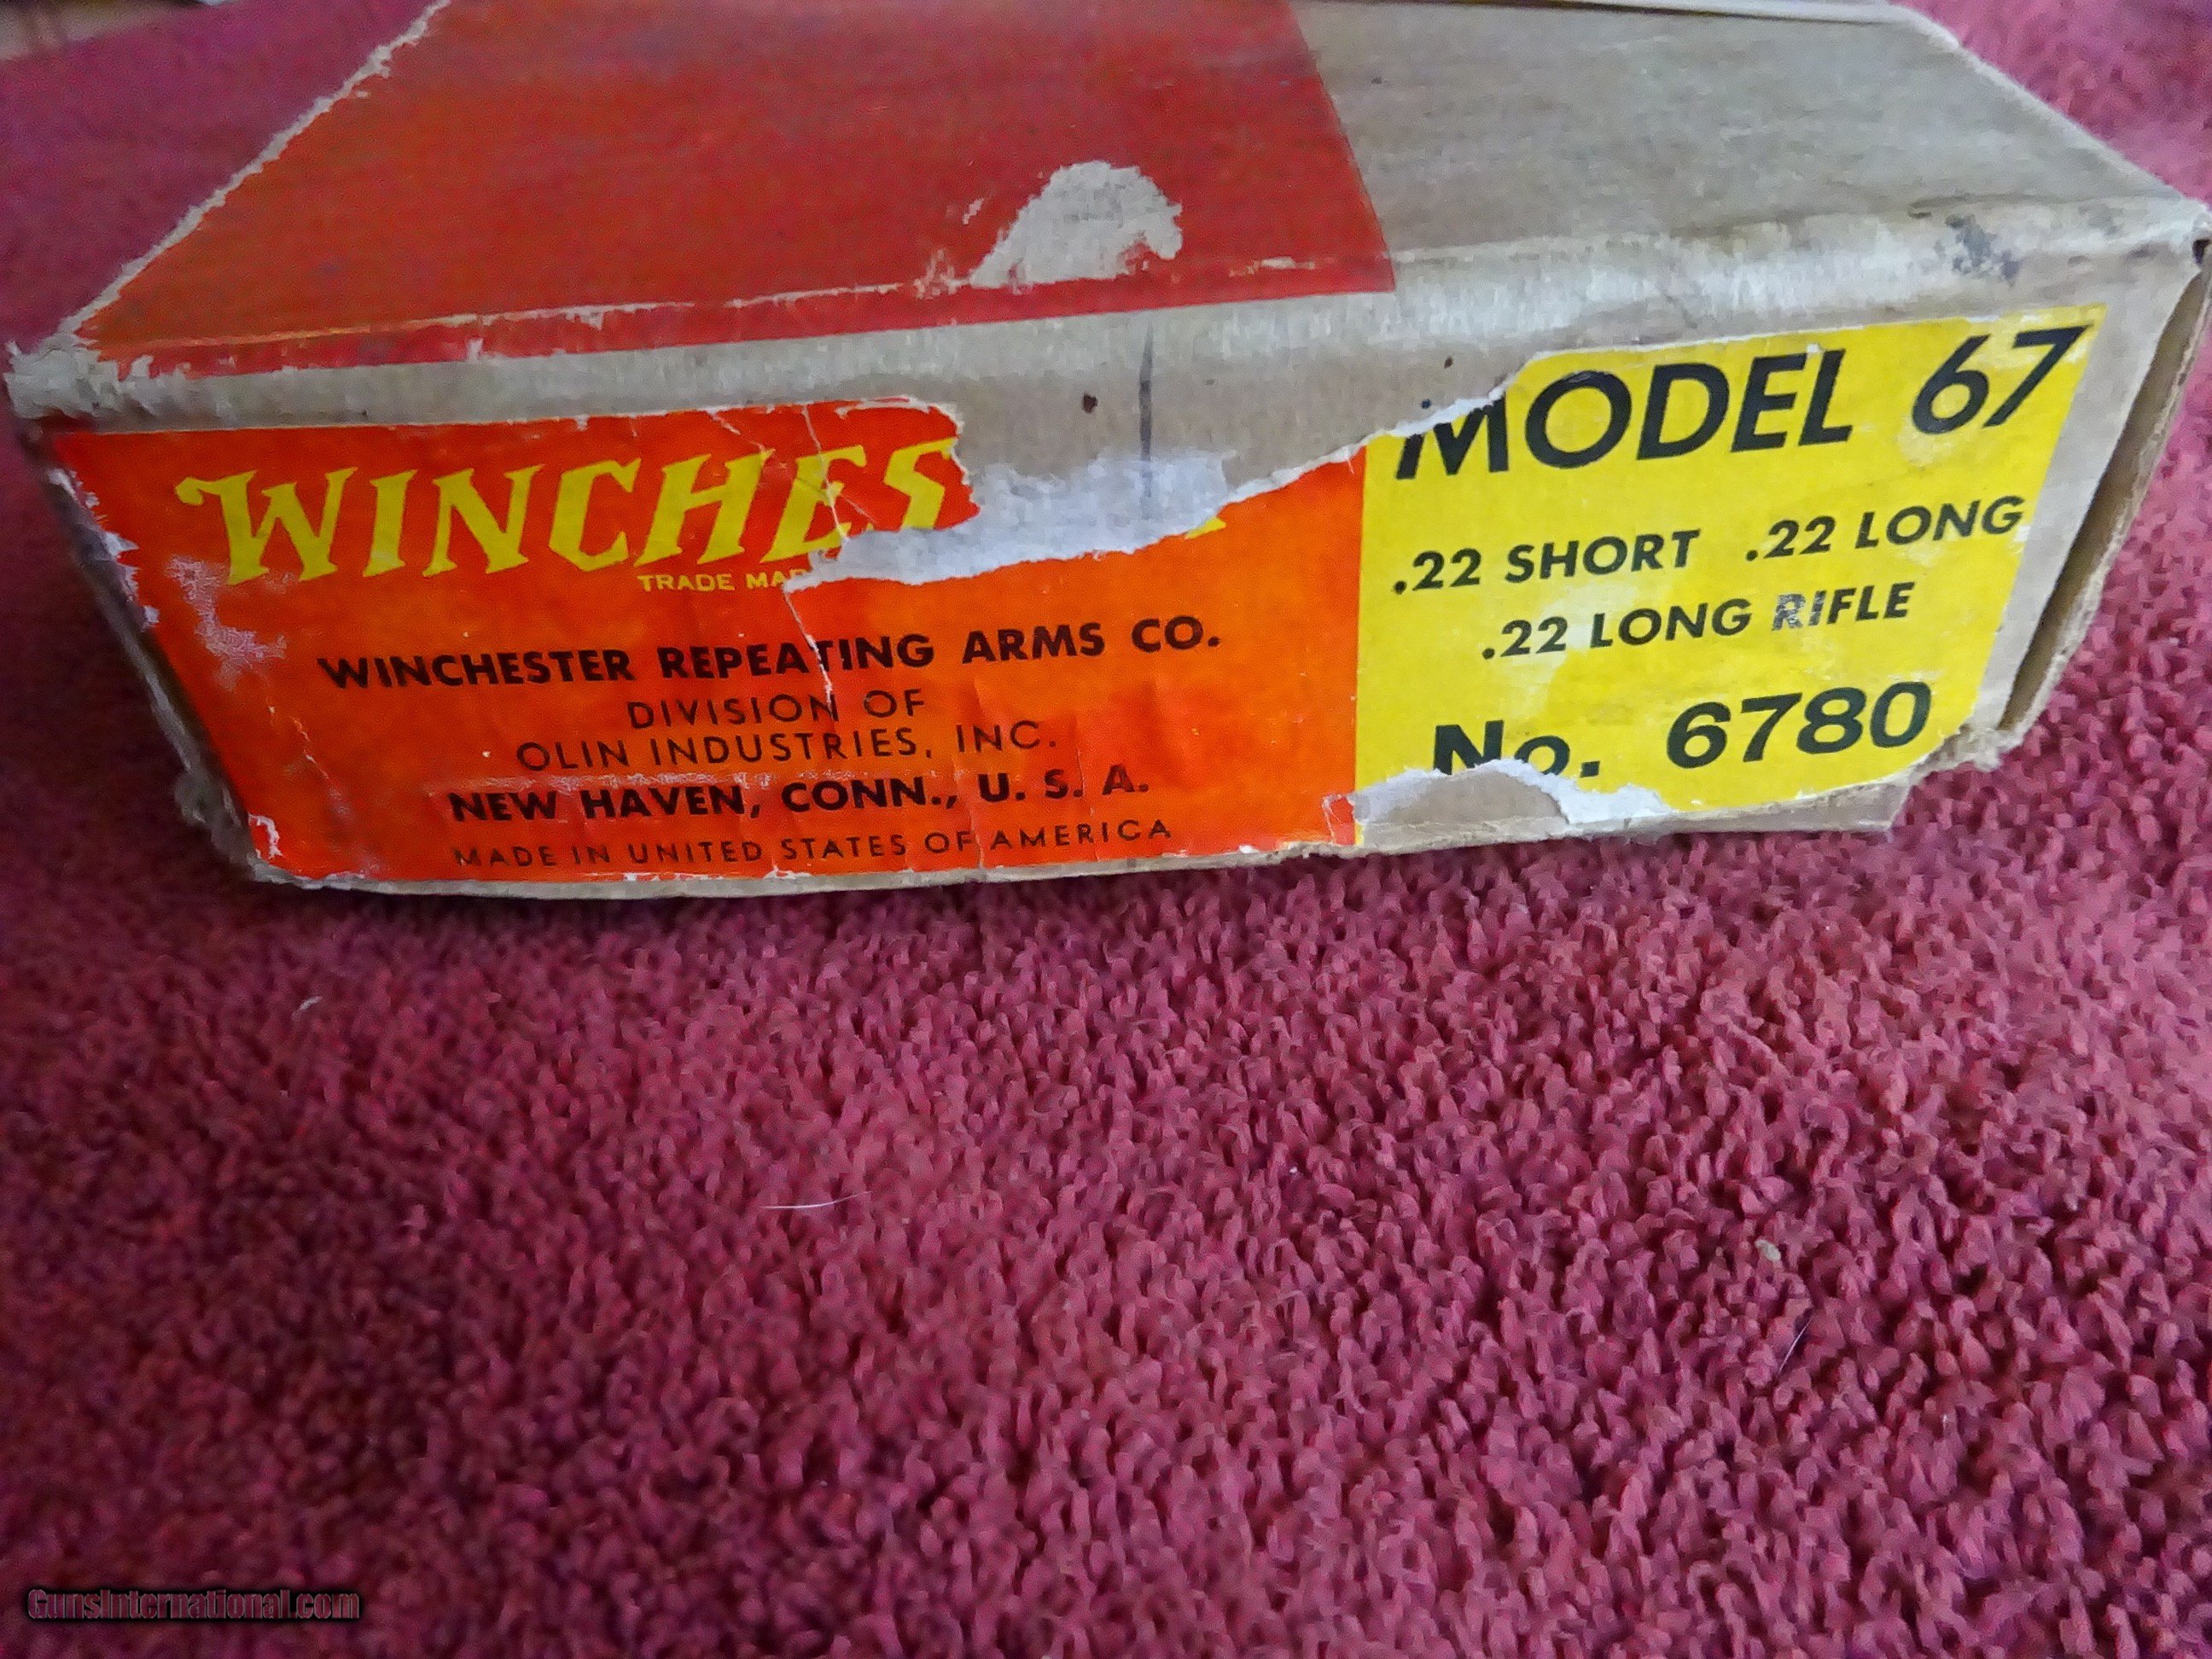 WINCHES
TRADE MAR
WINCHESTER REPEATING ARMS CO.
DIVISION OF
OLIN INDUSTRIES, INC.
NEW HAVEN, CONN., U. S. A.
MADE IN UNITED STATES OF AMERICA
MODEL 67
.22 SHORT .22 LONG
.22 LONG RIFLE
No. 6780
GunsInternational.com